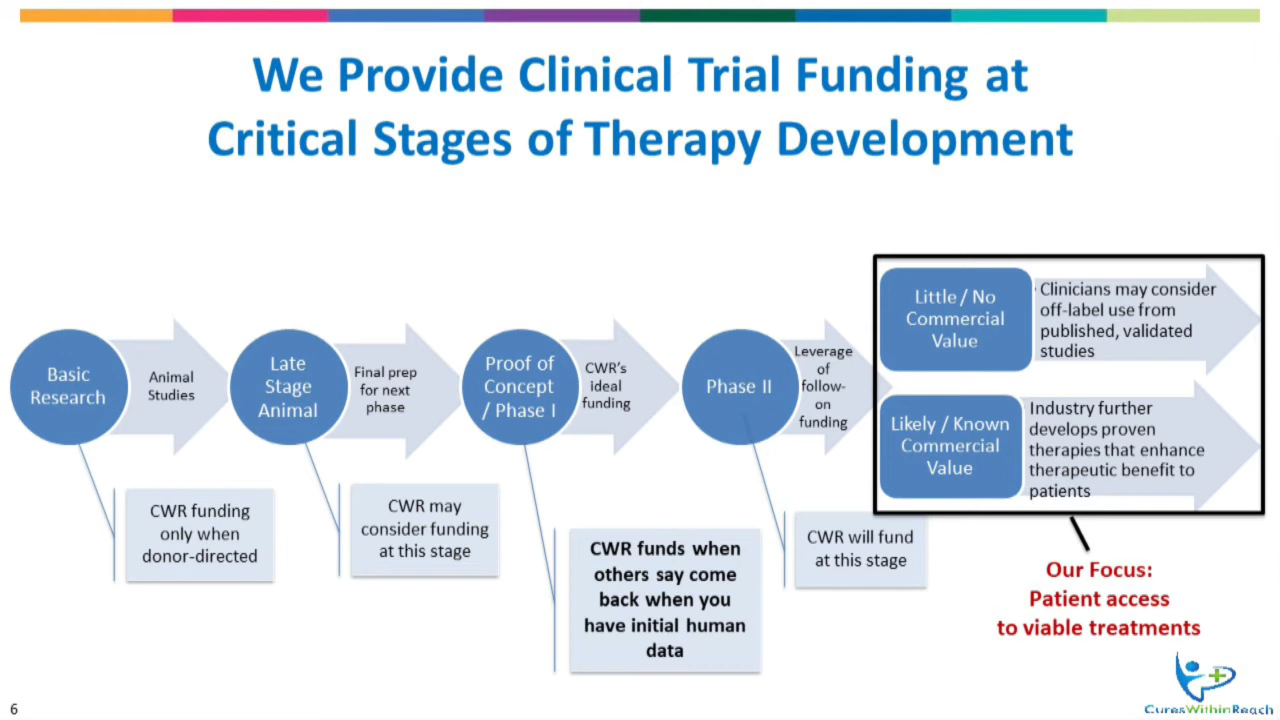 We Provide Clinical Trial Funding at
Critical Stages of Therapy Development
Basic
Research
Animal
Studies
Late
Stage
Animal
Final prep
for next
phase
Proof of
Concept
/ Phase I
CWR's
ideal
funding
Phase II
Leverage
of
follow-
on
funding
Little / No
Commercial
Value
Clinicians may consider
off-label use from
published, validated
studies
Likely / Known
Commercial
Value
Industry further
develops proven
therapies that enhance
therapeutic benefit to
patients
CWR funding
only when
donor-directed
CWR may
consider funding
at this stage
CWR funds when
others say come
back when you
have initial human
data
CWR will fund
at this stage
Our Focus:
Patient access
to viable treatments
CuresWithinReach
6